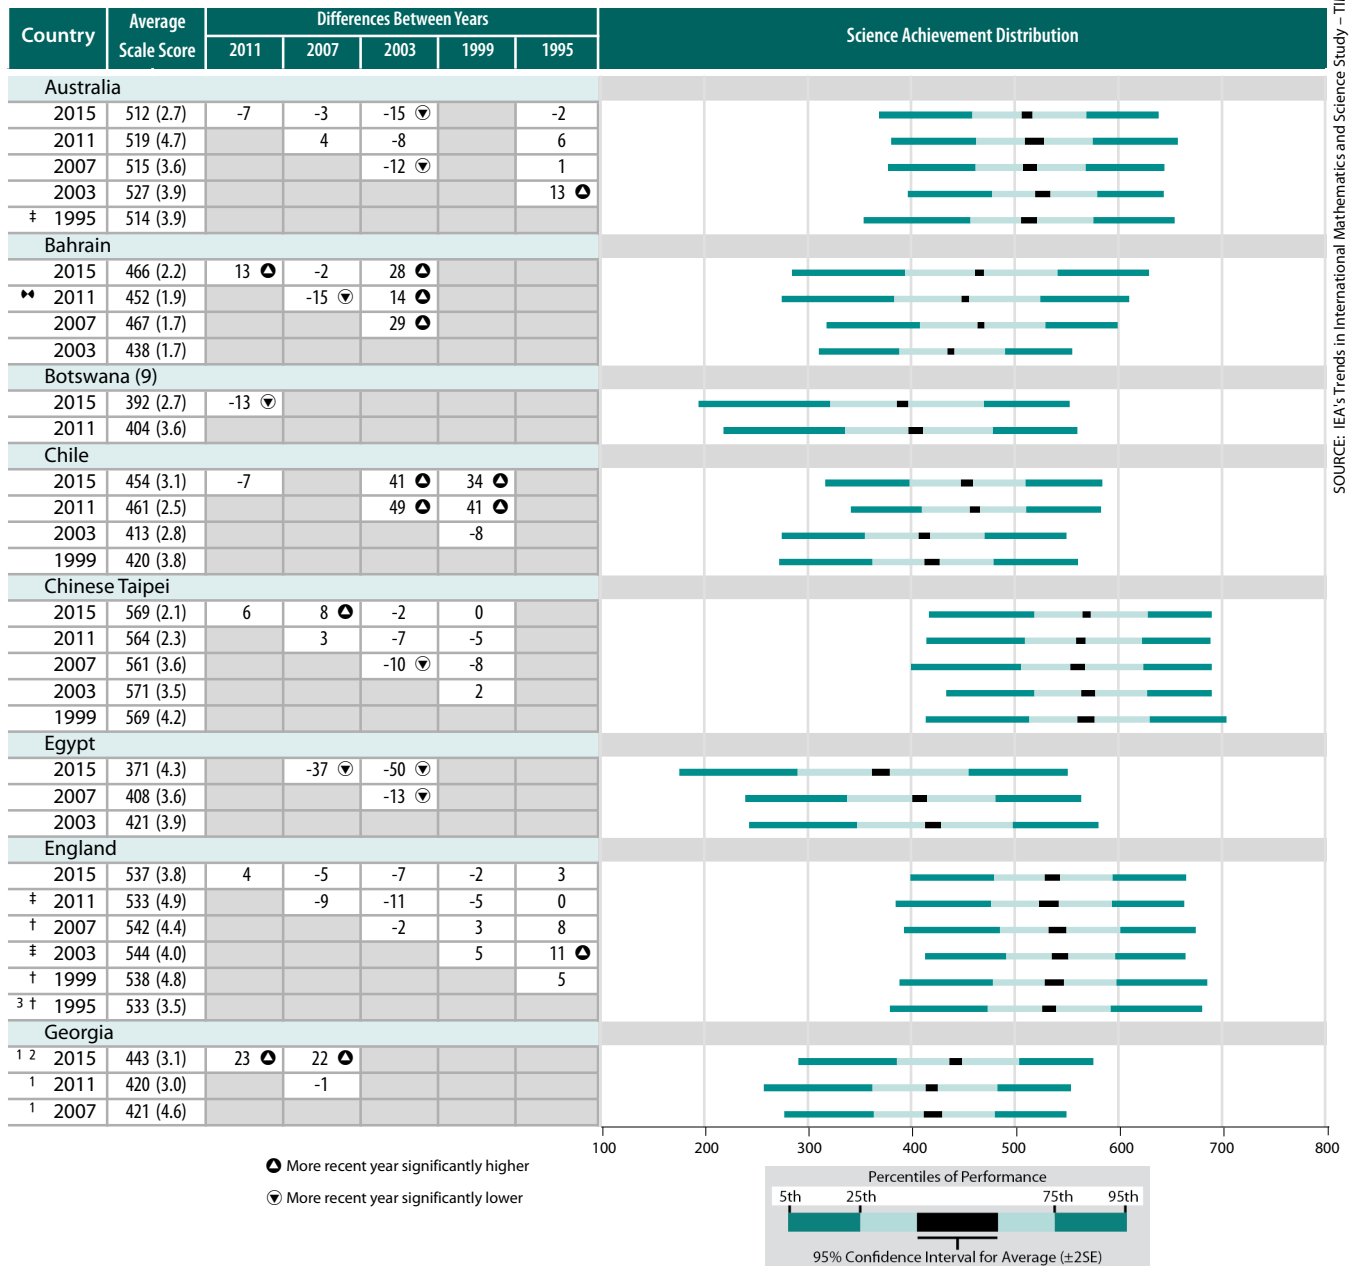 Country Average Scale Score Differences Between Years Science Achievement Distribution
2011 2007 2003 1999 1995
Australia
2015 512 (2.7) -7 -3 -15 -2
2011 519 (4.7) 4 -8 6
2007 515 (3.6) -12 1
2003 527 (3.9) 13
‡ 1995 514 (3.9)
Bahrain
2015 466 (2.2) 13 -2 28
2011 452 (1.9) -15 14
2007 467 (1.7) 29
2003 438 (1.7)
Botswana (9)
2015 392 (2.7) -13
2011 404 (3.6)
Chile
2015 454 (3.1) -7 41 34
2011 461 (2.5) 49 41
2003 413 (2.8) -8
1999 420 (3.8)
Chinese Taipei
2015 569 (2.1) 6 8 -2 0
2011 564 (2.3) 3 -7 -5
2007 561 (3.6) -10 -8
2003 571 (3.5) 2
1999 569 (4.2)
Egypt
2015 371 (4.3) -37 -50
2007 408 (3.6) -13
2003 421 (3.9)
England
2015 537 (3.8) 4 -5 -7 -2 3
‡ 2011 533 (4.9) -9 -11 -5 0
† 2007 542 (4.4) -2 3 8
‡ 2003 544 (4.0) 5 11
† 1999 538 (4.8) 5
3 † 1995 533 (3.5)
Georgia
1 2 2015 443 (3.1) 23 22
1 2011 420 (3.0) -1
1 2007 421 (4.6)
100 200 300 400 500 600 700 800
More recent year significantly higher
More recent year significantly lower
Percentiles of Performance
5th 25th 75th 95th
95% Confidence Interval for Average (±2SE)
SOURCE: IEA's Trends in International Mathematics and Science Study –